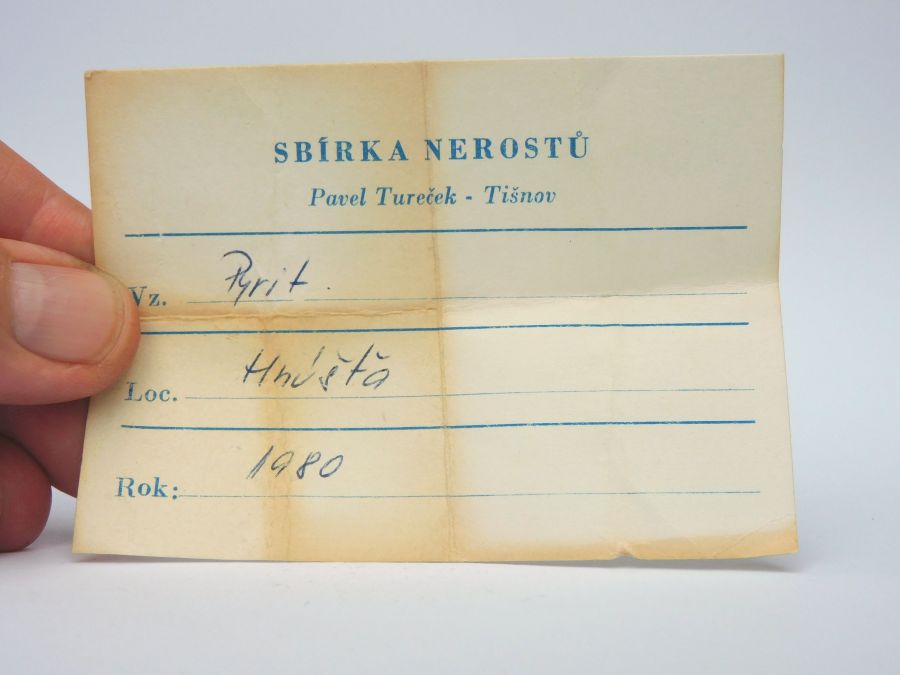 SBÍRKA NEROSTŮ
Pavel Tureček - Tišnov
Vz. Pyrit.
Loc. Hnúšťa
Rok: 1980